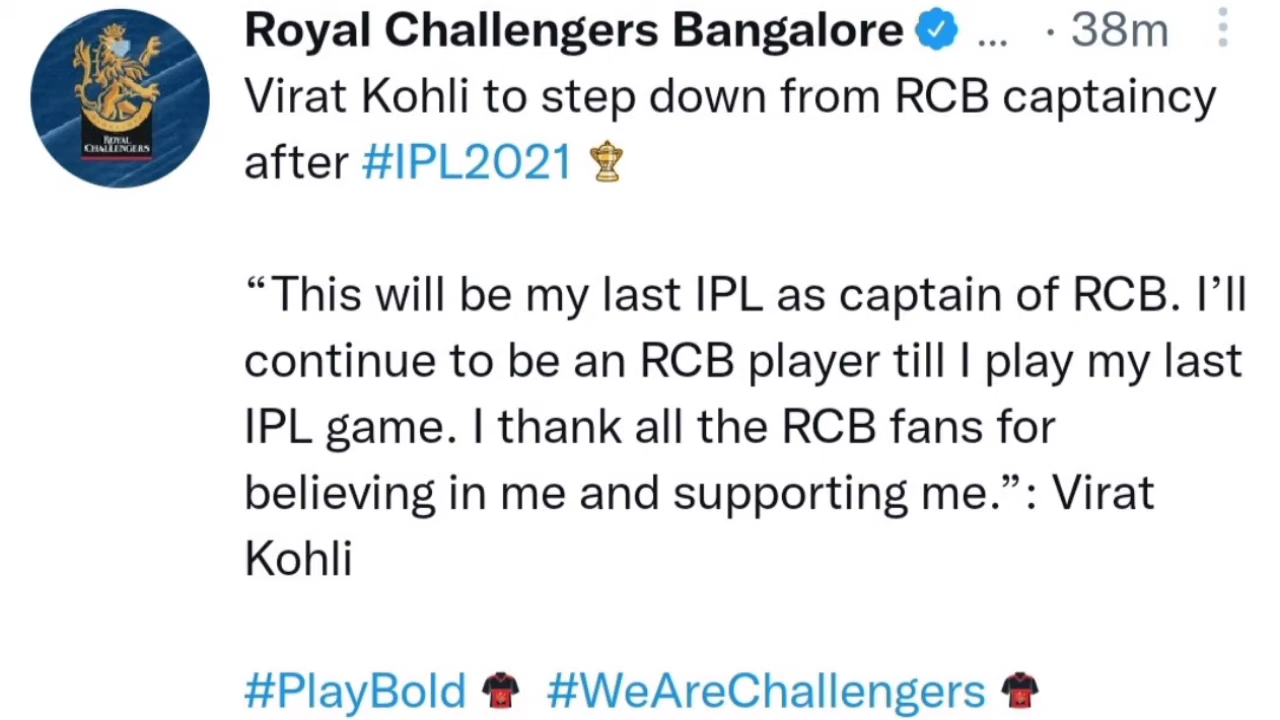 Royal Challengers Bangalore ... · 38m
Virat Kohli to step down from RCB captaincy
after #IPL2021
“This will be my last IPL as captain of RCB. I’ll
continue to be an RCB player till I play my last
IPL game. I thank all the RCB fans for
believing in me and supporting me.”: Virat
Kohli
#PlayBold #WeAreChallengers
ROYAL
CHALLENGERS